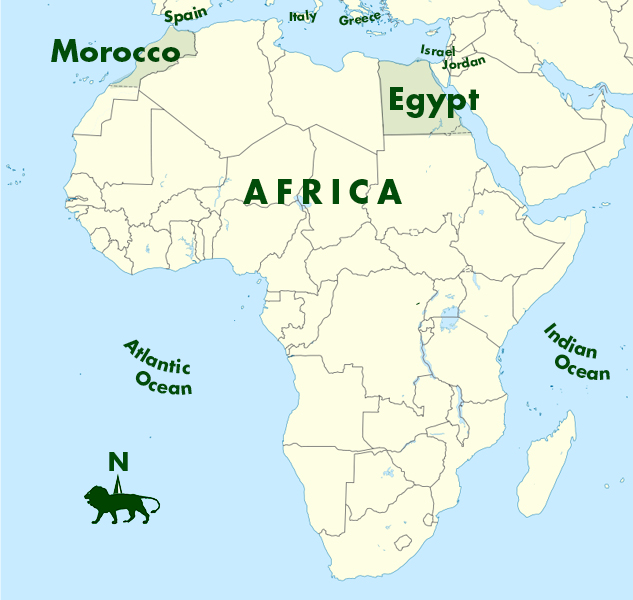 Spain
Italy
Greece
Morocco
Israel
Jordan
Egypt
AFRICA
Atlantic
Ocean
Indian
Ocean
N